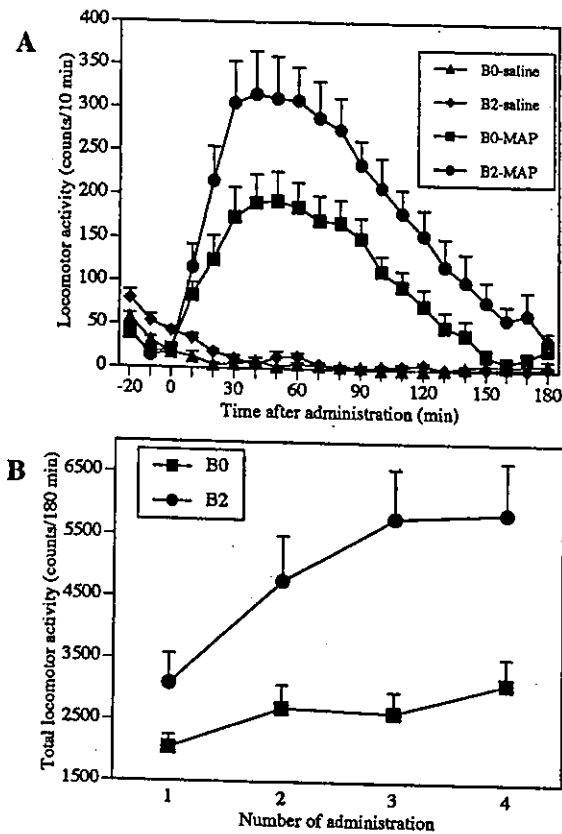 A
400
350
300
250
200
150
100
50
0
Locomotor activity (counts/10 min)
B0-saline
B2-saline
B0-MAP
B2-MAP
-20 0 30 60 90 120 150 180
Time after administration (min)
B
6500
5500
4500
3500
2500
1500
Total locomotor activity (counts/180 min)
B0
B2
1 2 3 4
Number of administration